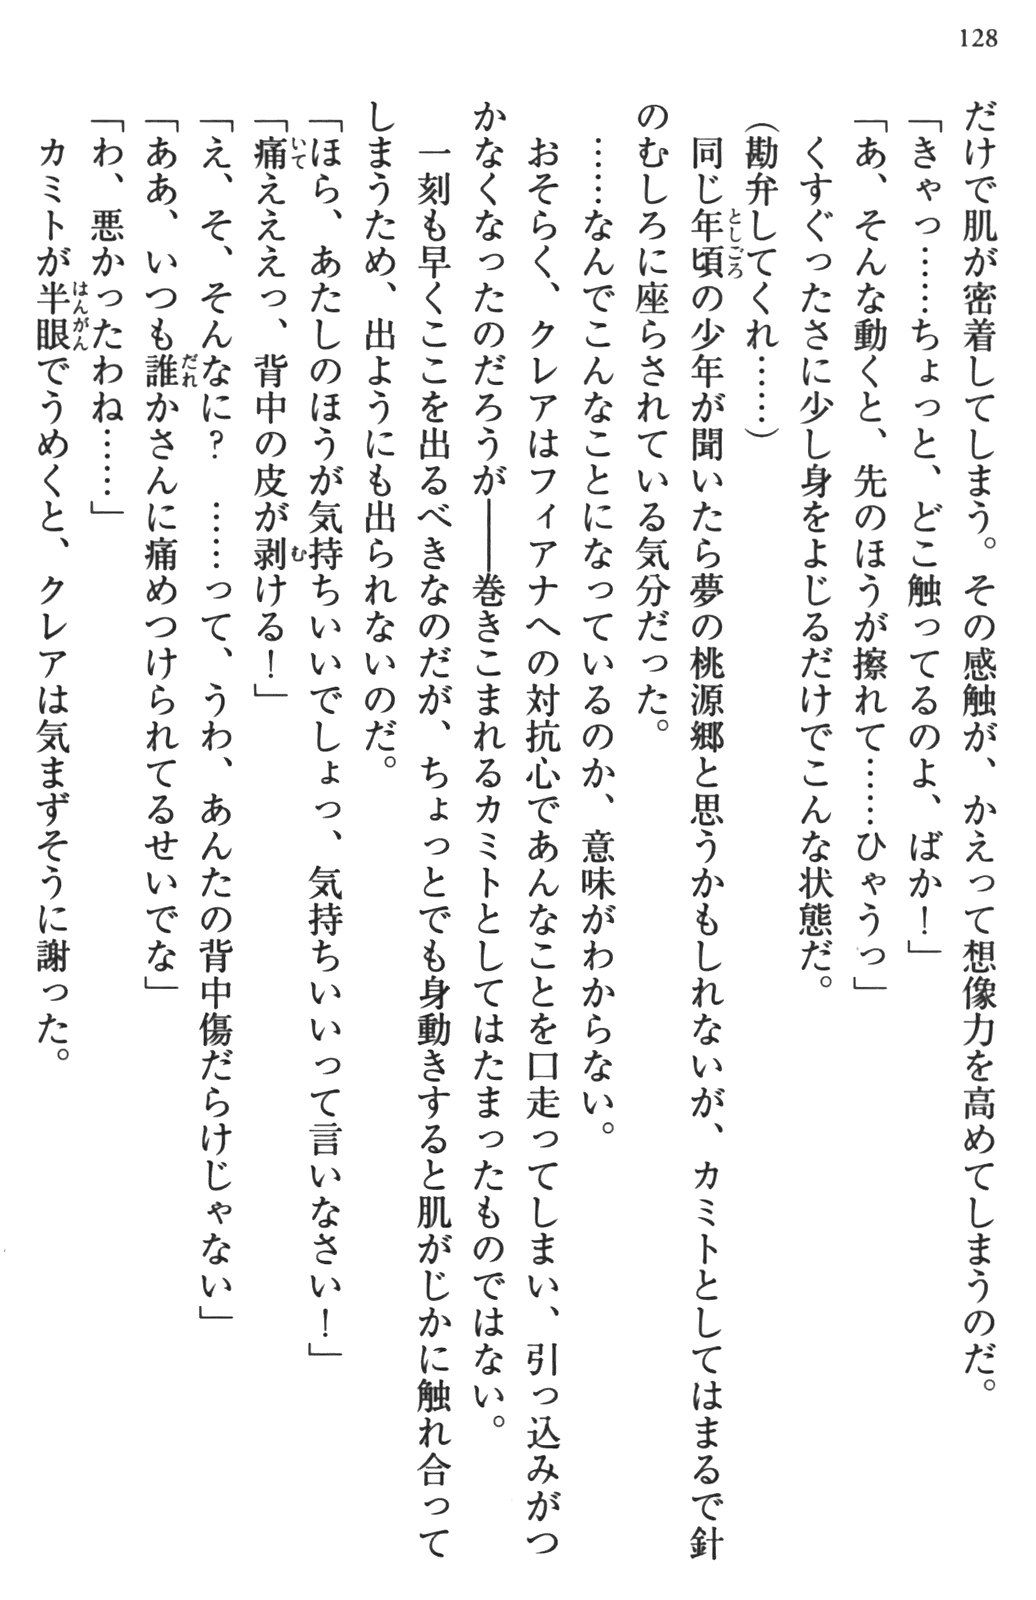 128
だけで肌が密着してしまう。その感触が、かえって想像力を高めてしまうのだ。
「きゃっ……ちょっと、どこ触ってるのよ、ばか！」
「あ、そんな動くと、先のほうが擦れて……ひゃうっ」
くすぐったさに少し身をよじるだけでこんな状態だ。
（勘弁してくれ……）
同じ年頃の少年が聞いたら夢の桃源郷と思うかもしれないが、カミトとしてはまるで針
のむしろに座らされている気分だった。
……なんでこんなことになっているのか、意味がわからない。
おそらく、クレアはフィアナへの対抗心であんなことを口走ってしまい、引っ込みがつ
かなくなったのだろうが――巻きこまれるカミトとしてはたまったものではない。
一刻も早くここを出るべきなのだが、ちょっとでも身動きすると肌がじかに触れ合って
しまうため、出ようにも出られないのだ。
「ほら、あたしのほうが気持ちいいでしょっ、気持ちいいって言いなさい！」
「痛えええっ、背中の皮が剥ける！」
「え、そ、そんなに？　……って、うわ、あんたの背中傷だらけじゃない」
「ああ、いつも誰かさんに痛めつけられてるせいでな」
「わ、悪かったわね……」
カミトが半眼でうめくと、クレアは気まずそうに謝った。